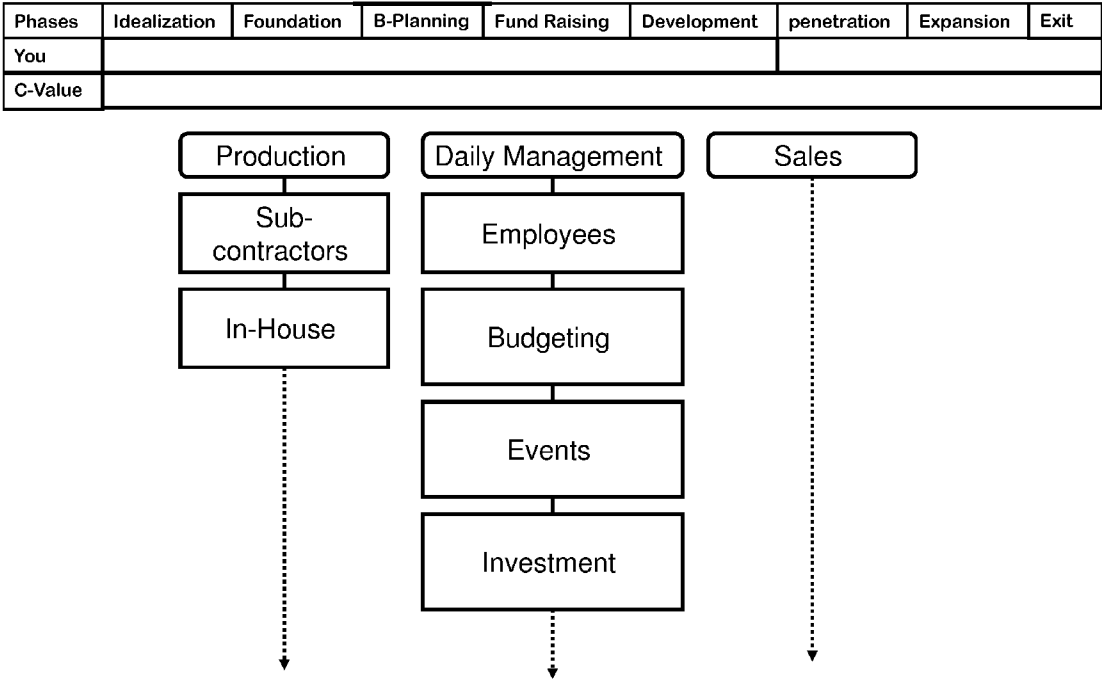 Phases Idealization Foundation B-Planning Fund Raising Development penetration Expansion Exit
You
C-Value
Production Daily Management Sales
Sub-
contractors
Employees
In-House
Budgeting
Events
Investment